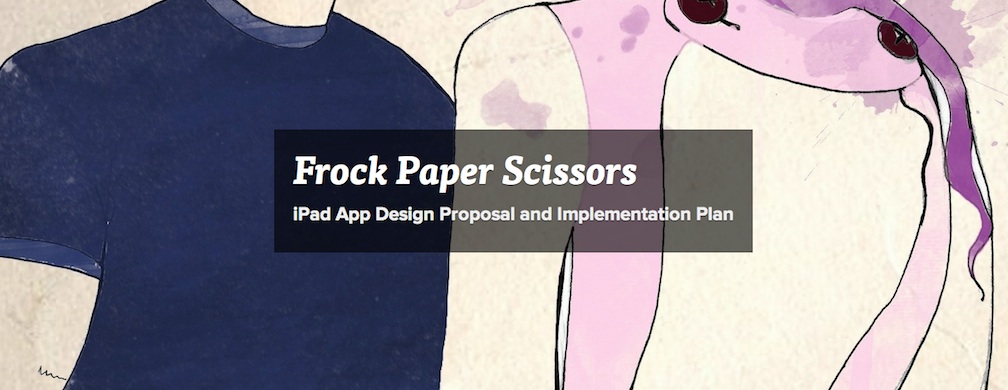 Frock Paper Scissors
iPad App Design Proposal and Implementation Plan